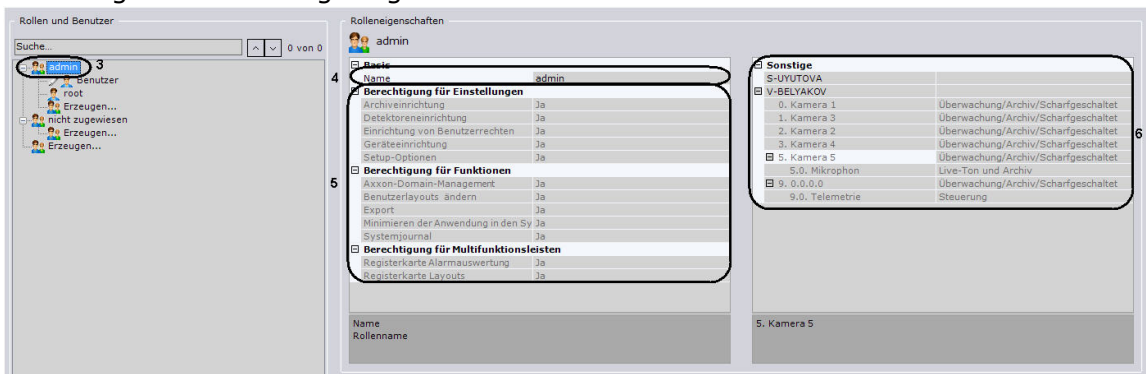 Rollen und Benutzer
Suche...
0 von 0
admin 3
Benutzer
root
Erzeugen...
nicht zugewiesen
Erzeugen...
Erzeugen...
Rolleneigenschaften
admin
Basic
4 Name admin
Berechtigung für Einstellungen
Archiveinrichtung Ja
Detektoreneinrichtung Ja
Einrichtung von Benutzerrechten Ja
Geräteeinrichtung Ja
Setup-Optionen Ja
Berechtigung für Funktionen
5 Axxon-Domain-Management Ja
Benutzerlayouts ändern Ja
Export Ja
Minimieren der Anwendung in den Sy Ja
Systemjournal Ja
Berechtigung für Multifunktionsleisten
Registerkarte Alarmauswertung Ja
Registerkarte Layouts Ja
Name
Rollenname
Sonstige
S-UYUTOVA
V-BELYAKOV
0. Kamera 1 Überwachung/Archiv/Scharfgeschaltet
1. Kamera 3 Überwachung/Archiv/Scharfgeschaltet
2. Kamera 2 Überwachung/Archiv/Scharfgeschaltet
3. Kamera 4 Überwachung/Archiv/Scharfgeschaltet 6
5. Kamera 5 Überwachung/Archiv/Scharfgeschaltet
5.0. Mikrophon Live-Ton und Archiv
9. 0.0.0.0 Überwachung/Archiv/Scharfgeschaltet
9.0. Telemetrie Steuerung
5. Kamera 5